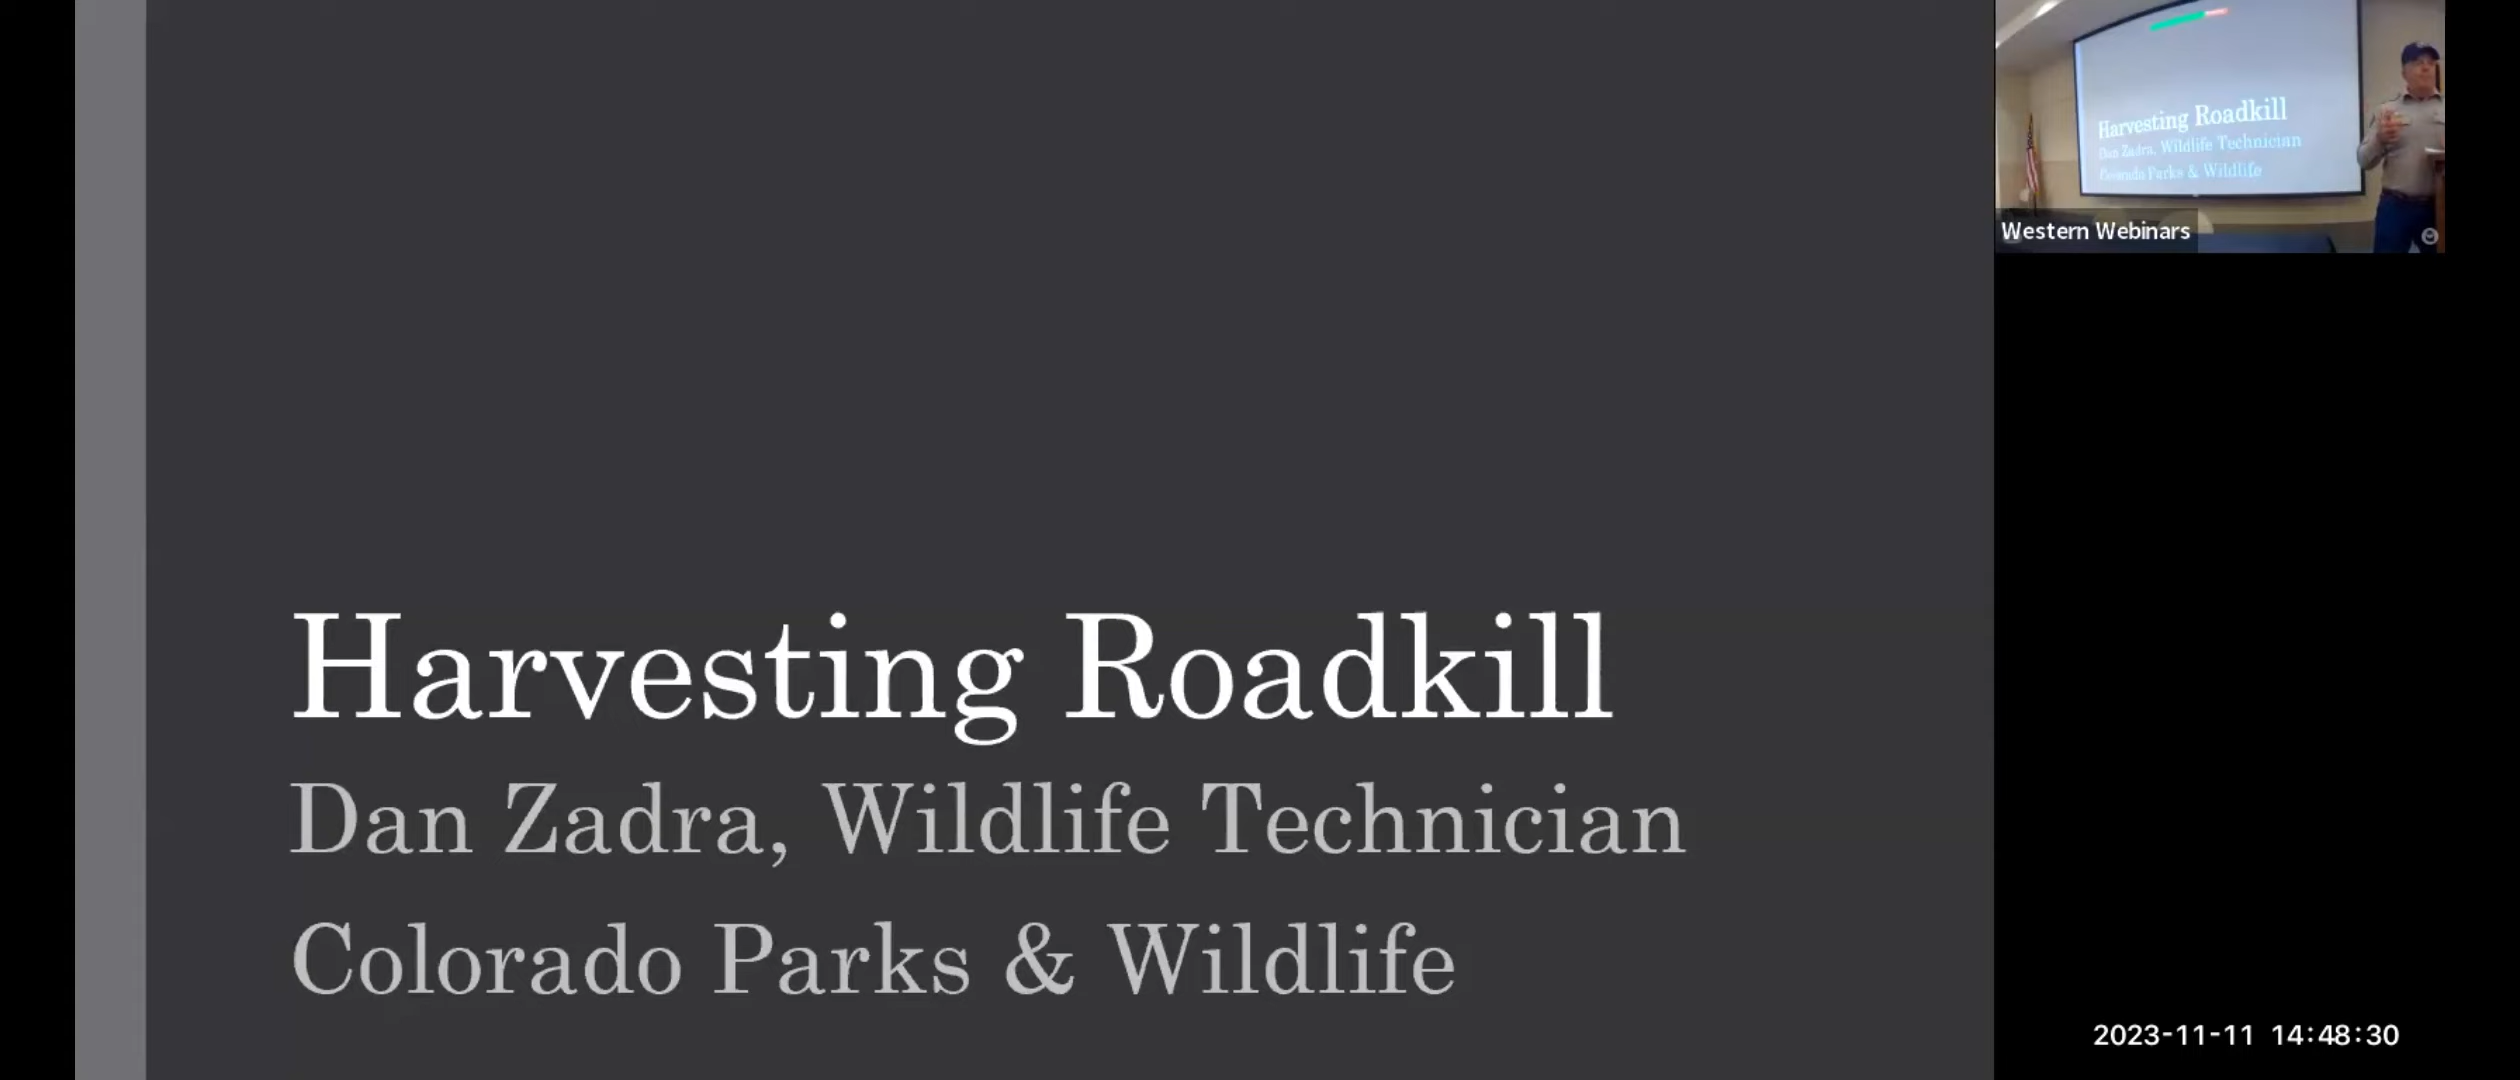 Harvesting Roadkill
Dan Zadra, Wildlife Technician
Colorado Parks & Wildlife
Harvesting Roadkill
Dan Zadra, Wildlife Technician
Colorado Parks & Wildlife
Western Webinars
2023-11-11 14:48:30